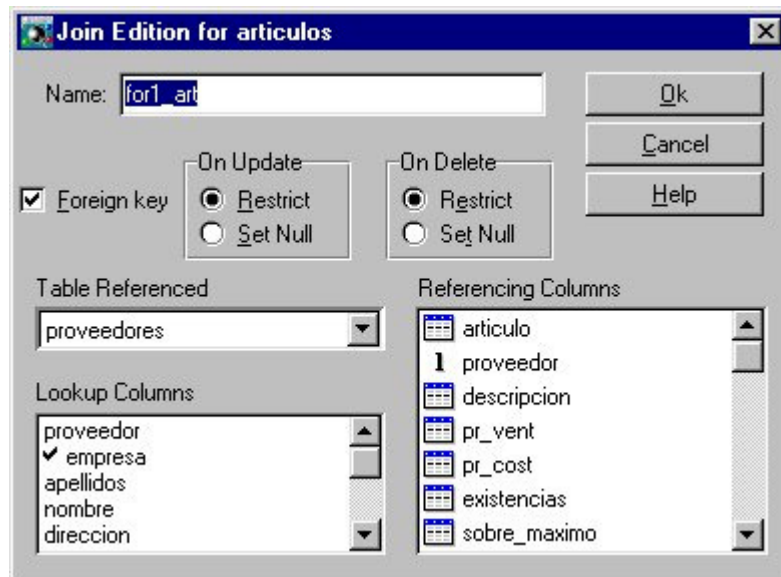 Join Edition for articulos
Name: for1_art
Ok
Cancel
Help
Foreign key
On Update
Restrict
Set Null
On Delete
Restrict
Set Null
Table Referenced
proveedores
Lookup Columns
proveedor
empresa
apellidos
nombre
direccion
Referencing Columns
articulo
1 proveedor
descripcion
pr_vent
pr_cost
existencias
sobre_maximo